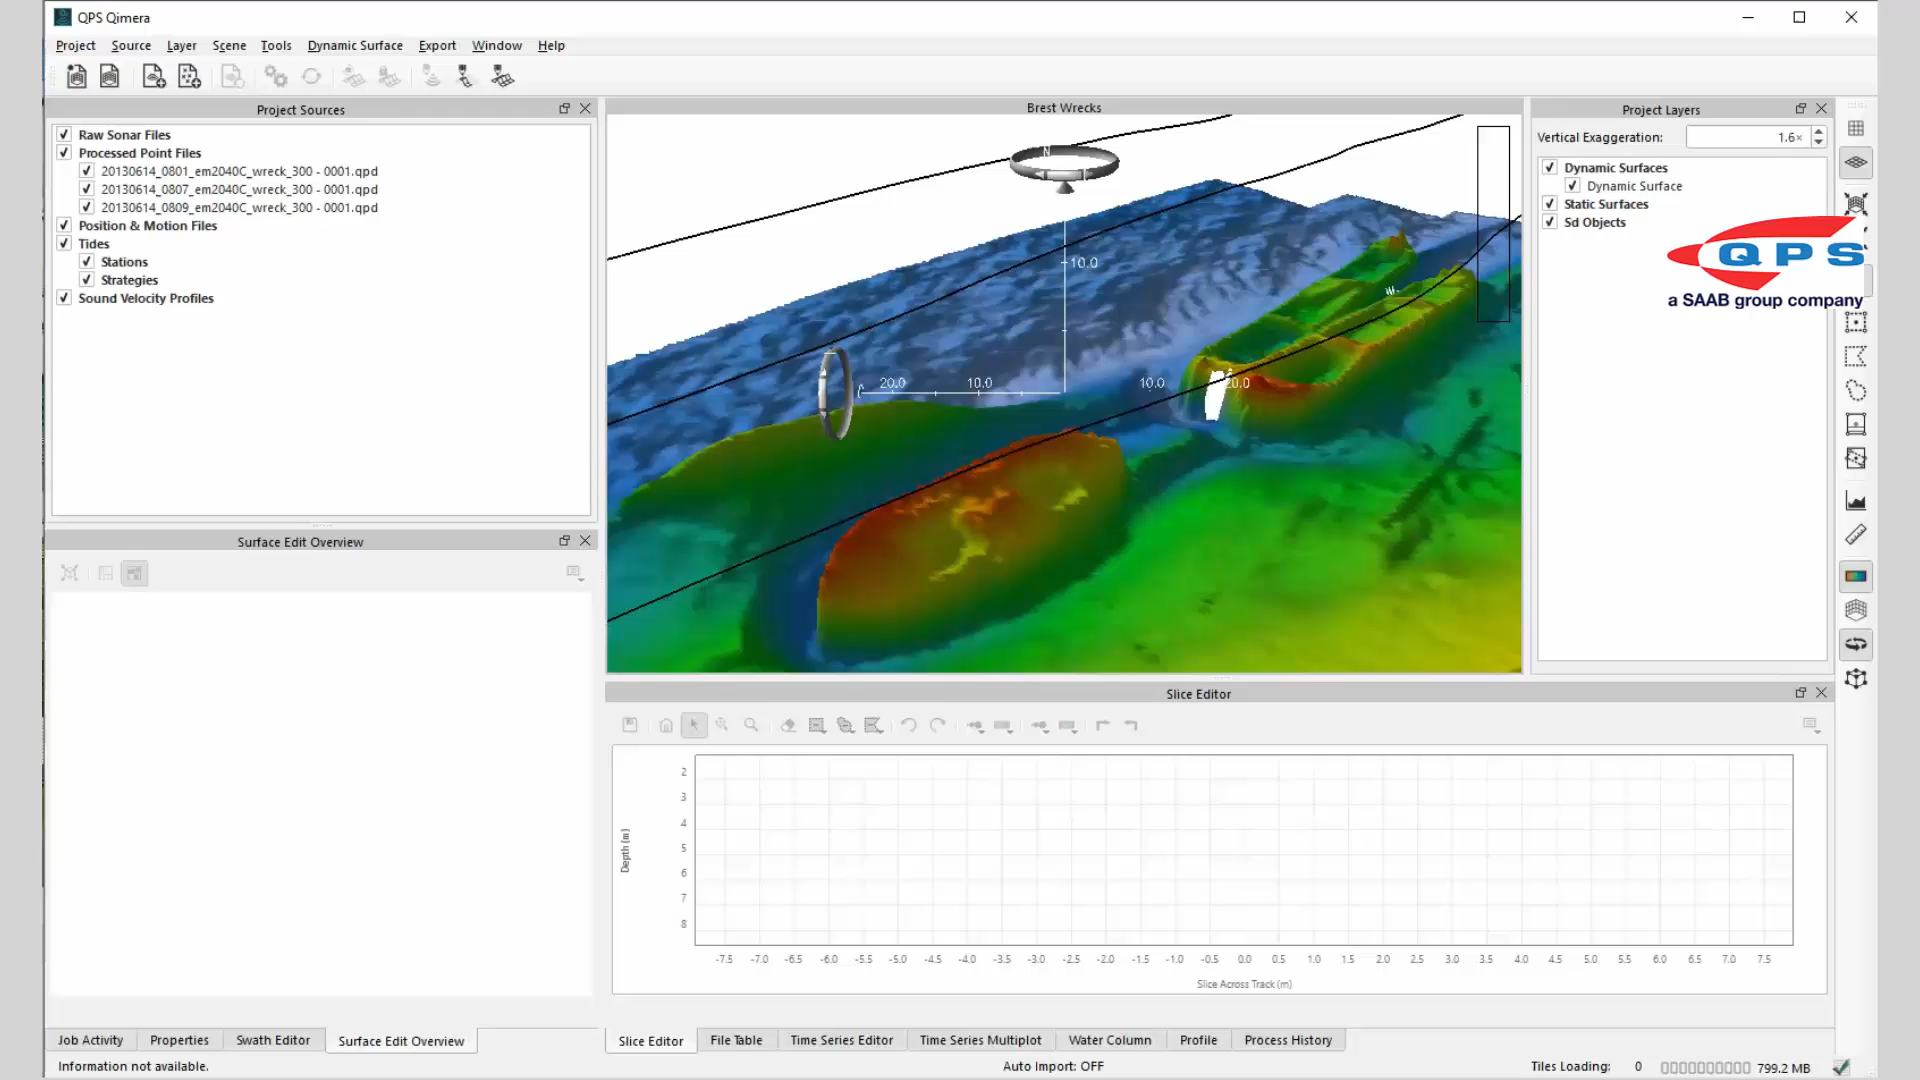 QPS Qimera
Project Source Layer Scene Tools Dynamic Surface Export Window Help
Project Sources
Raw Sonar Files
Processed Point Files
20130614_0801_em2040C_wreck_300 - 0001.qpd
20130614_0807_em2040C_wreck_300 - 0001.qpd
20130614_0809_em2040C_wreck_300 - 0001.qpd
Position & Motion Files
Tides
Stations
Strategies
Sound Velocity Profiles
Surface Edit Overview
Brest Wrecks
N
10.0
20.0 10.0 10.0 20.0
W
Project Layers
Vertical Exaggeration: 1.6×
Dynamic Surfaces
Dynamic Surface
Static Surfaces
Sd Objects
QPS
a SAAB group company
Slice Editor
Depth [m]
2
3
4
5
6
7
8
-7.5 -7.0 -6.5 -6.0 -5.5 -5.0 -4.5 -4.0 -3.5 -3.0 -2.5 -2.0 -1.5 -1.0 -0.5 0.0 0.5 1.0 1.5 2.0 2.5 3.0 3.5 4.0 4.5 5.0 5.5 6.0 6.5 7.0 7.5
Slice Across Track (m)
Job Activity Properties Swath Editor Surface Edit Overview
Slice Editor File Table Time Series Editor Time Series Multiplot Water Column Profile Process History
Information not available. Auto Import: OFF Tiles Loading: 0 799.2 MB